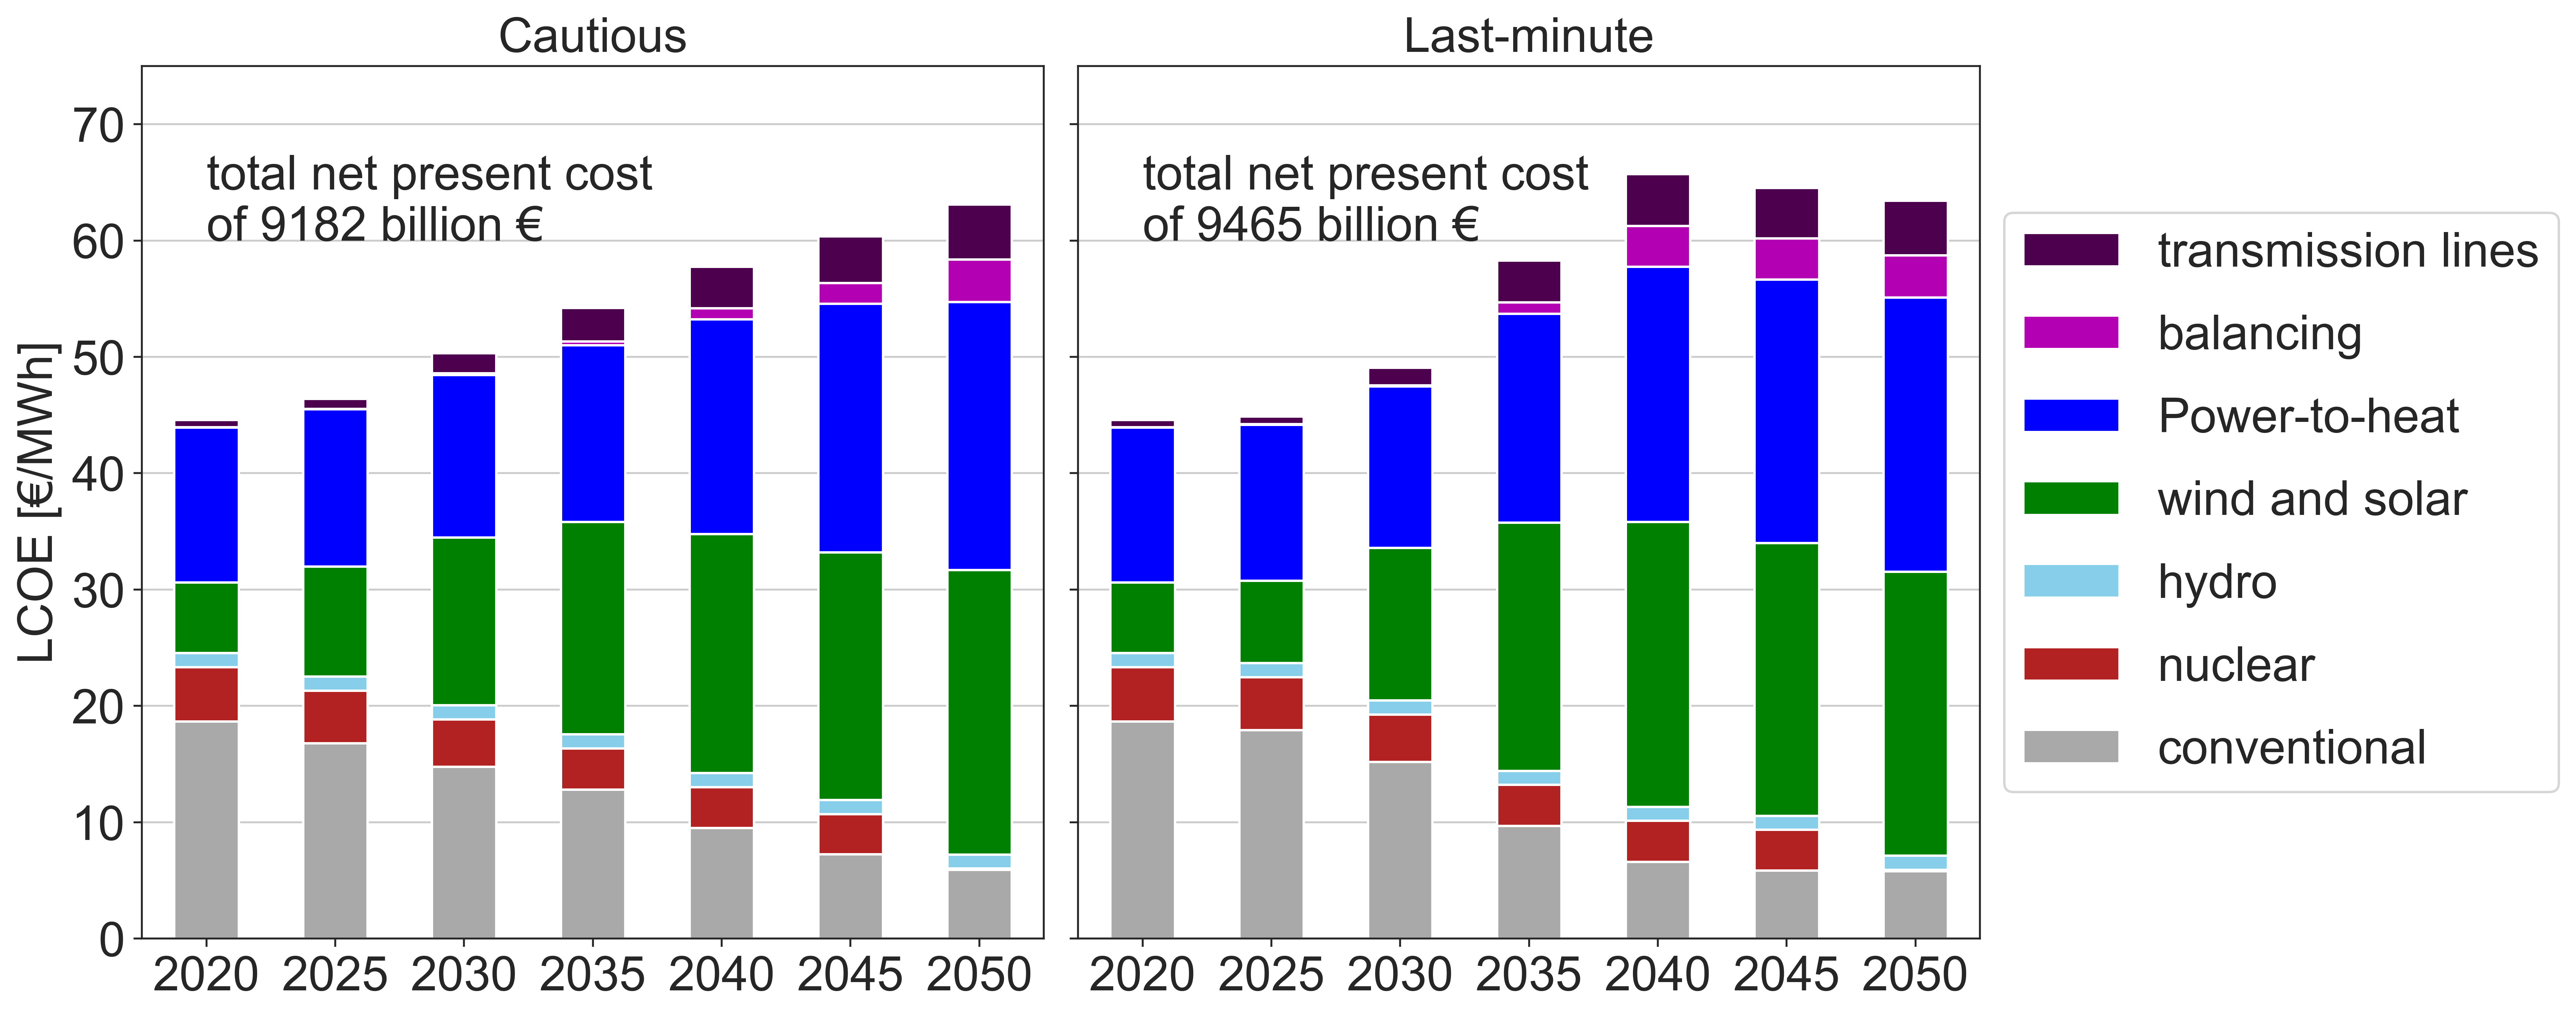 Cautious
Last-minute
LCOE [€/MWh]
70
60
50
40
30
20
10
0
total net present cost
of 9182 billion €
total net present cost
of 9465 billion €
2020 2025 2030 2035 2040 2045 2050
2020 2025 2030 2035 2040 2045 2050
transmission lines
balancing
Power-to-heat
wind and solar
hydro
nuclear
conventional